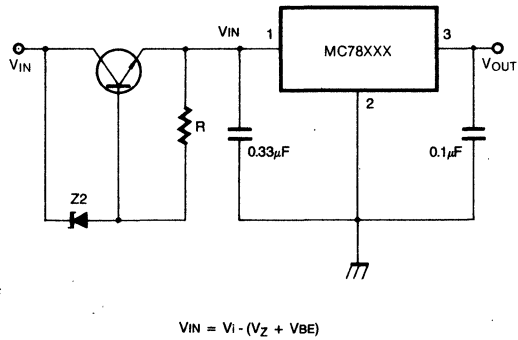 VIN
1
MC78XXX
3
VIN
VOUT
2
R
0.33µF
0.1µF
Z2
VIN = Vi - (VZ + VBE)